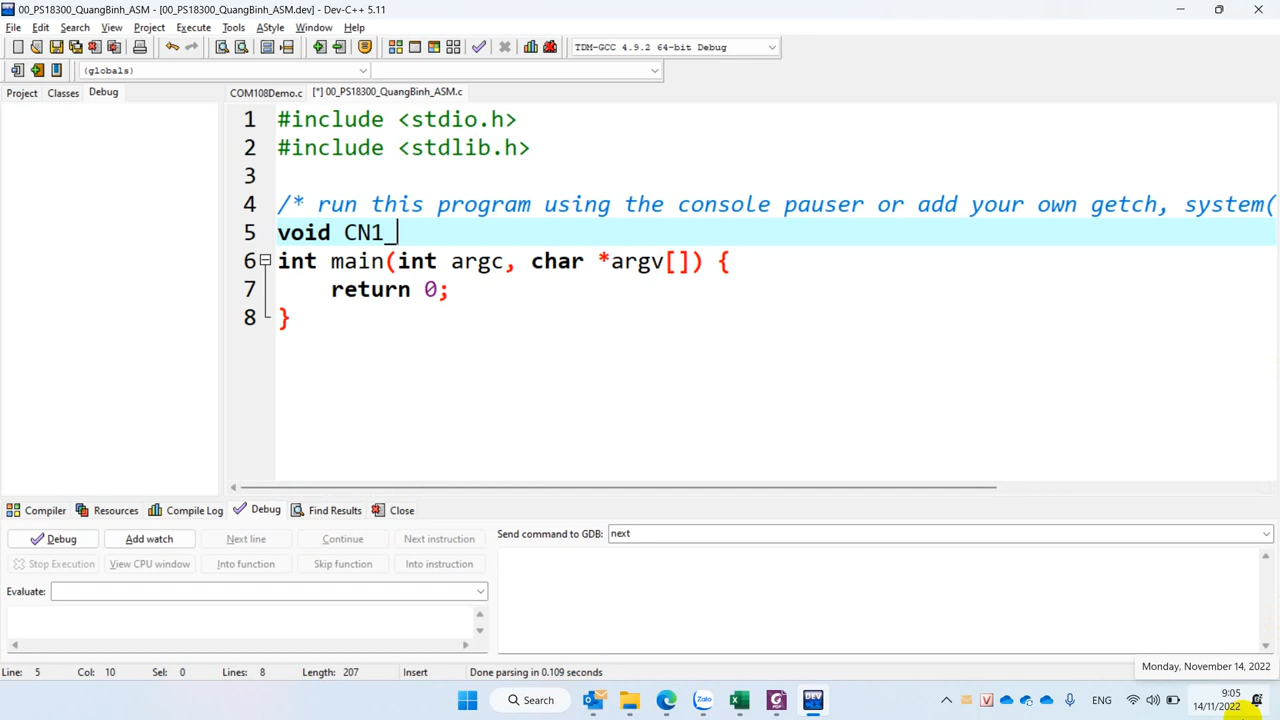 00_PS18300_QuangBinh_ASM - [00_PS18300_QuangBinh_ASM.dev] - Dev-C++ 5.11
File Edit Search View Project Execute Tools AStyle Window Help
TDM-GCC 4.9.2 64-bit Debug
(globals)
Project Classes Debug
COM108Demo.c [*] 00_PS18300_QuangBinh_ASM.c
1 #include <stdio.h>
2 #include <stdlib.h>
3
4 /* run this program using the console pauser or add your own getch, system(
5 void CN1_
6 int main(int argc, char *argv[]) {
7 return 0;
8 }
Compiler Resources Compile Log Debug Find Results Close
Debug Add watch Next line Continue Next instruction
Send command to GDB: next
Stop Execution View CPU window Into function Skip function Into instruction
Evaluate:
Line: 5 Col: 10 Sel: 0 Lines: 8 Length: 207 Insert Done parsing in 0.109 seconds
Monday, November 14, 2022
Search
Zalo
ENG
9:05
14/11/2022